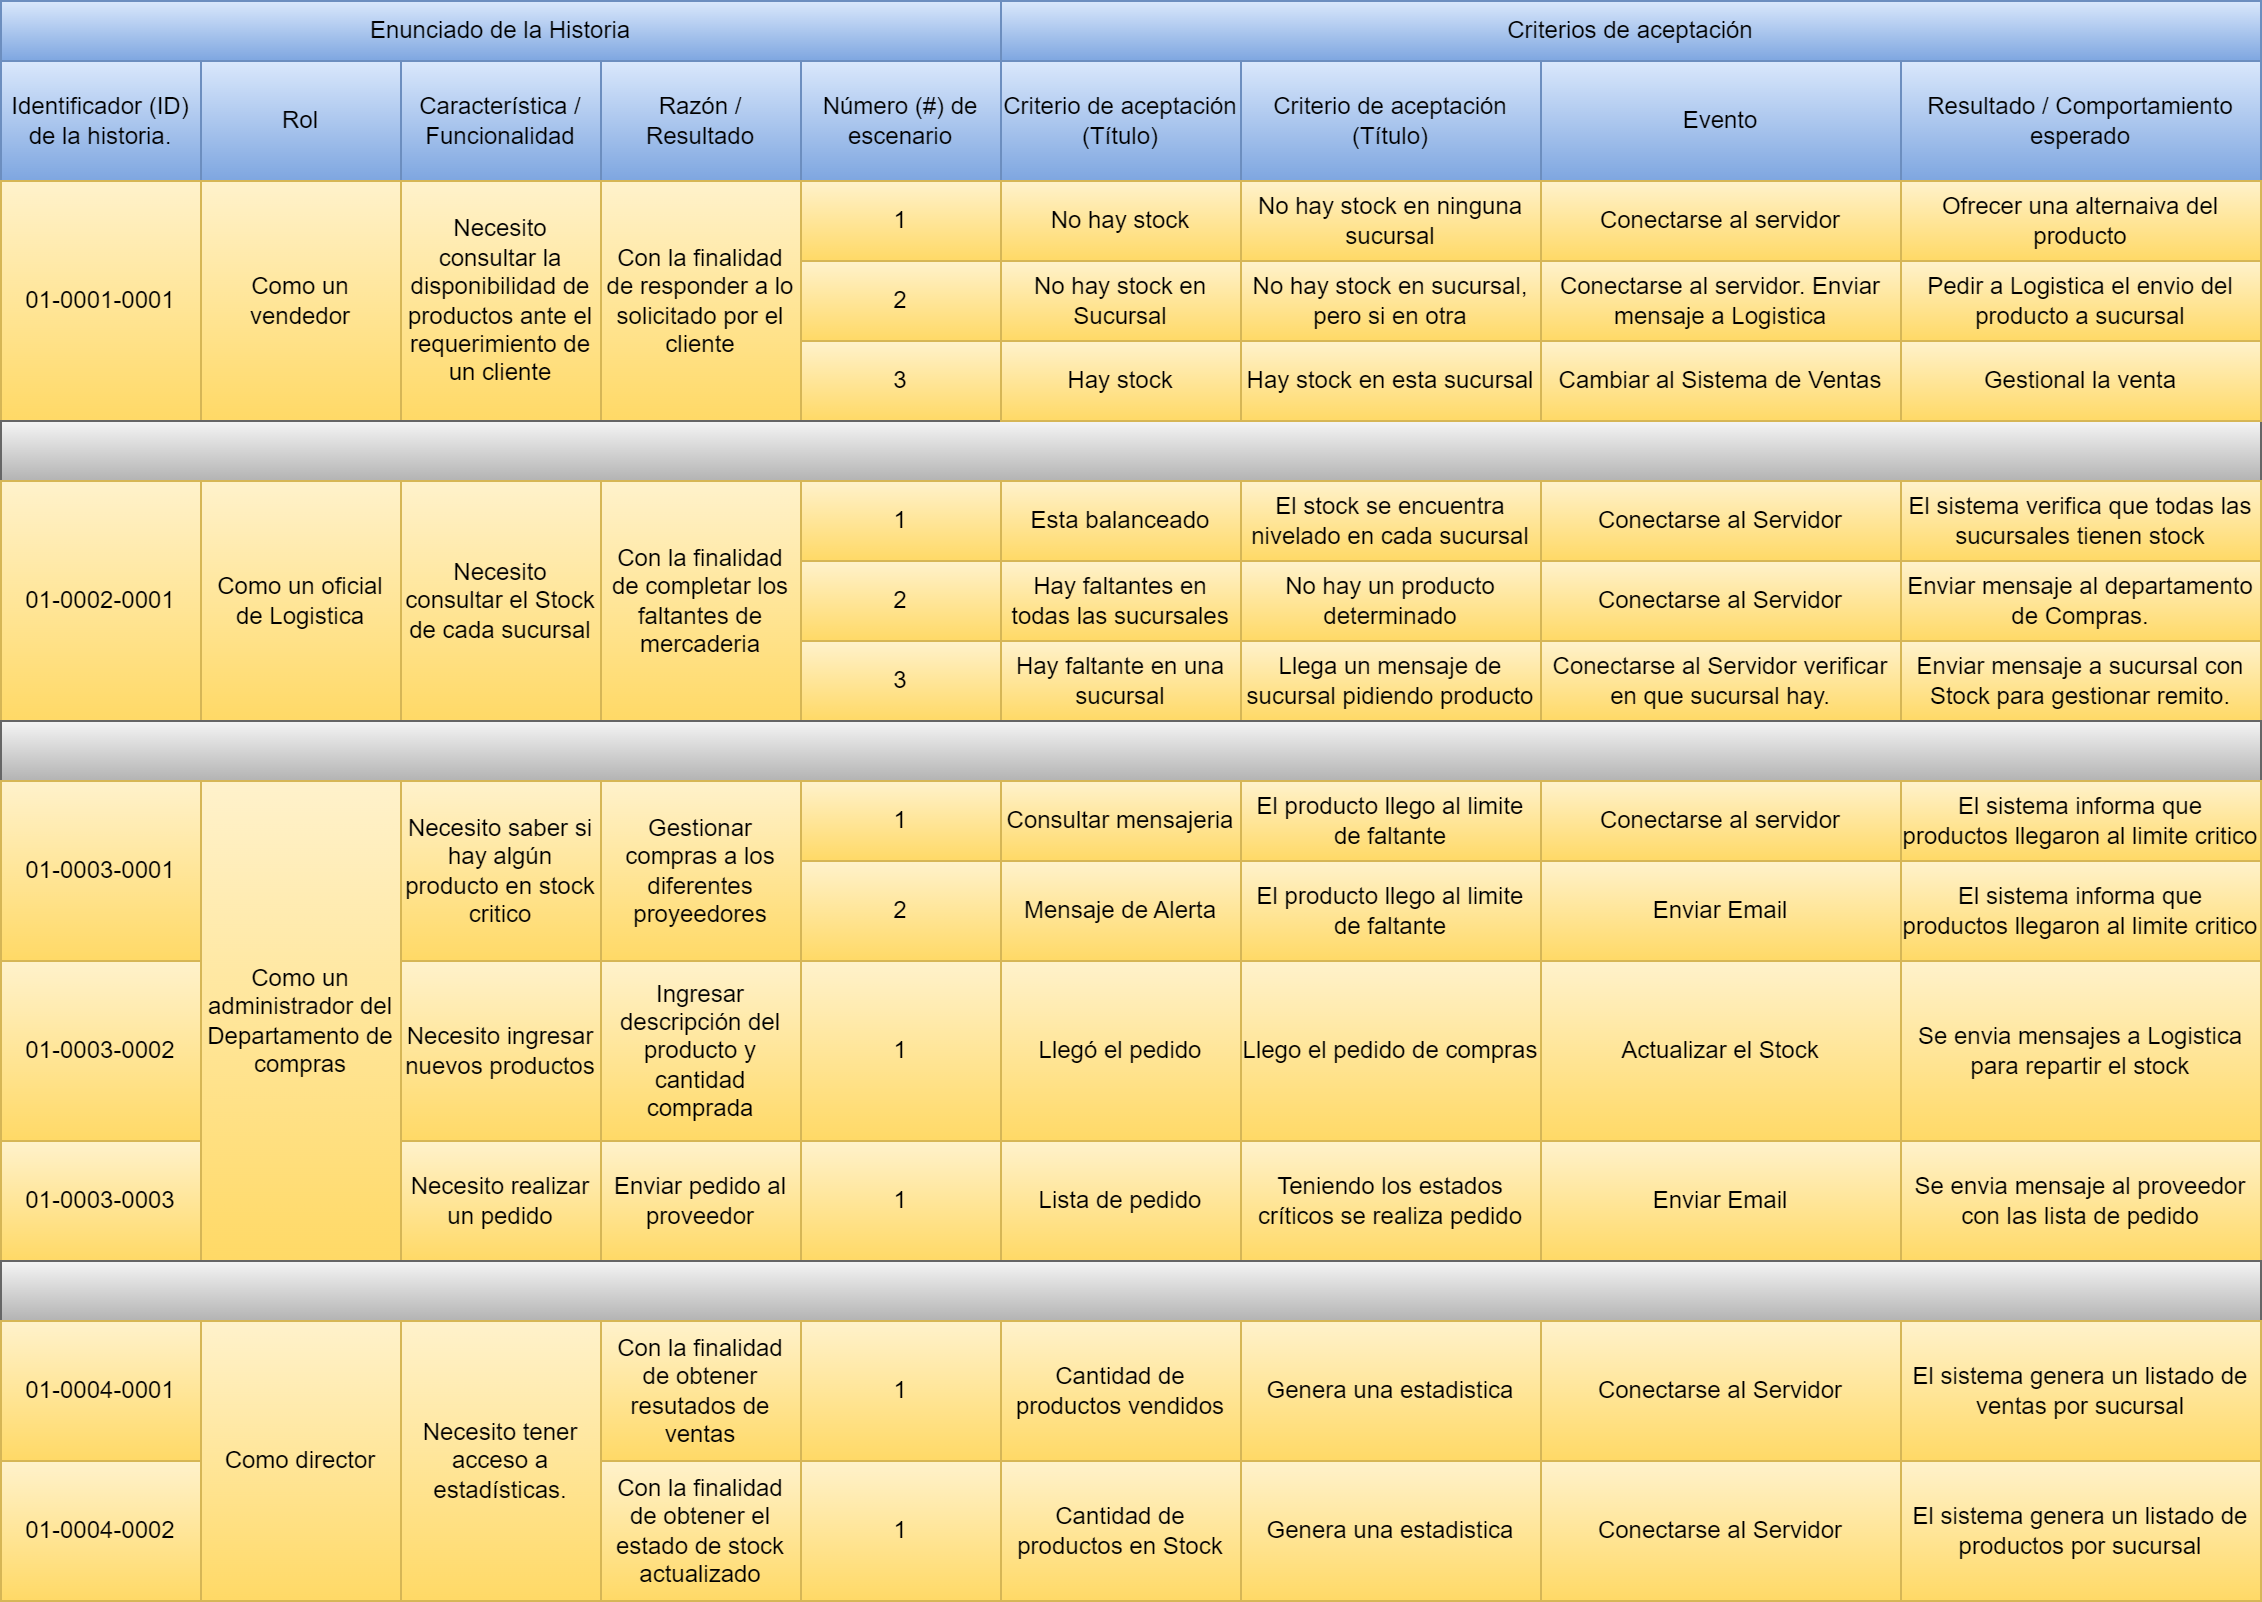 Enunciado de la Historia
Criterios de aceptación
Identificador (ID)
de la historia.
Rol
Característica /
Funcionalidad
Razón /
Resultado
Número (#) de
escenario
Criterio de aceptación
(Título)
Criterio de aceptación
(Título)
Evento
Resultado / Comportamiento
esperado
01-0001-0001
Como un
vendedor
Necesito
consultar la
disponibilidad de
productos ante el
requerimiento de
un cliente
Con la finalidad
de responder a lo
solicitado por el
cliente
1
No hay stock
No hay stock en ninguna
sucursal
Conectarse al servidor
Ofrecer una alternaiva del
producto
2
No hay stock en
Sucursal
No hay stock en sucursal,
pero si en otra
Conectarse al servidor. Enviar
mensaje a Logistica
Pedir a Logistica el envio del
producto a sucursal
3
Hay stock
Hay stock en esta sucursal
Cambiar al Sistema de Ventas
Gestional la venta
01-0002-0001
Como un oficial
de Logistica
Necesito
consultar el Stock
de cada sucursal
Con la finalidad
de completar los
faltantes de
mercaderia
1
Esta balanceado
El stock se encuentra
nivelado en cada sucursal
Conectarse al Servidor
El sistema verifica que todas las
sucursales tienen stock
2
Hay faltantes en
todas las sucursales
No hay un producto
determinado
Conectarse al Servidor
Enviar mensaje al departamento
de Compras.
3
Hay faltante en una
sucursal
Llega un mensaje de
sucursal pidiendo producto
Conectarse al Servidor verificar
en que sucursal hay.
Enviar mensaje a sucursal con
Stock para gestionar remito.
01-0003-0001
Como un
administrador del
Departamento de
compras
Necesito saber si
hay algún
producto en stock
critico
Gestionar
compras a los
diferentes
proyeedores
1
Consultar mensajeria
El producto llego al limite
de faltante
Conectarse al servidor
El sistema informa que
productos llegaron al limite critico
2
Mensaje de Alerta
El producto llego al limite
de faltante
Enviar Email
El sistema informa que
productos llegaron al limite critico
01-0003-0002
Necesito ingresar
nuevos productos
Ingresar
descripción del
producto y
cantidad
comprada
1
Llegó el pedido
Llego el pedido de compras
Actualizar el Stock
Se envia mensajes a Logistica
para repartir el stock
01-0003-0003
Necesito realizar
un pedido
Enviar pedido al
proveedor
1
Lista de pedido
Teniendo los estados
críticos se realiza pedido
Enviar Email
Se envia mensaje al proveedor
con las lista de pedido
01-0004-0001
Como director
Necesito tener
acceso a
estadísticas.
Con la finalidad
de obtener
resutados de
ventas
1
Cantidad de
productos vendidos
Genera una estadistica
Conectarse al Servidor
El sistema genera un listado de
ventas por sucursal
01-0004-0002
Con la finalidad
de obtener el
estado de stock
actualizado
1
Cantidad de
productos en Stock
Genera una estadistica
Conectarse al Servidor
El sistema genera un listado de
productos por sucursal